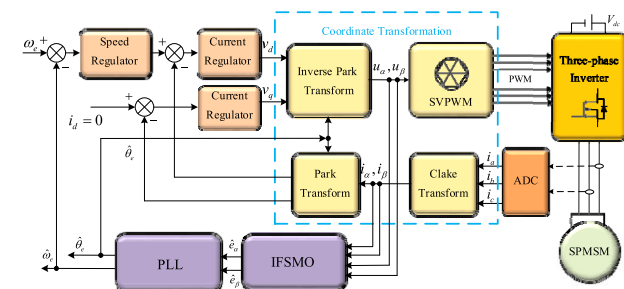 Coordinate Transformation
V_dc
ω_e
+
−
Speed
Regulator
+
−
Current
Regulator
v_d
Inverse Park
Transform
u_α, u_β
SVPWM
PWM
Three-phase
Inverter
+
−
Current
Regulator
v_q
i_d = 0
θ̂_e
Park
Transform
i_α, i_β
Clake
Transform
i_a
i_b
i_c
ADC
SPMSM
θ̂_e
ω̂_e
PLL
ê_α
ê_β
IFSMO